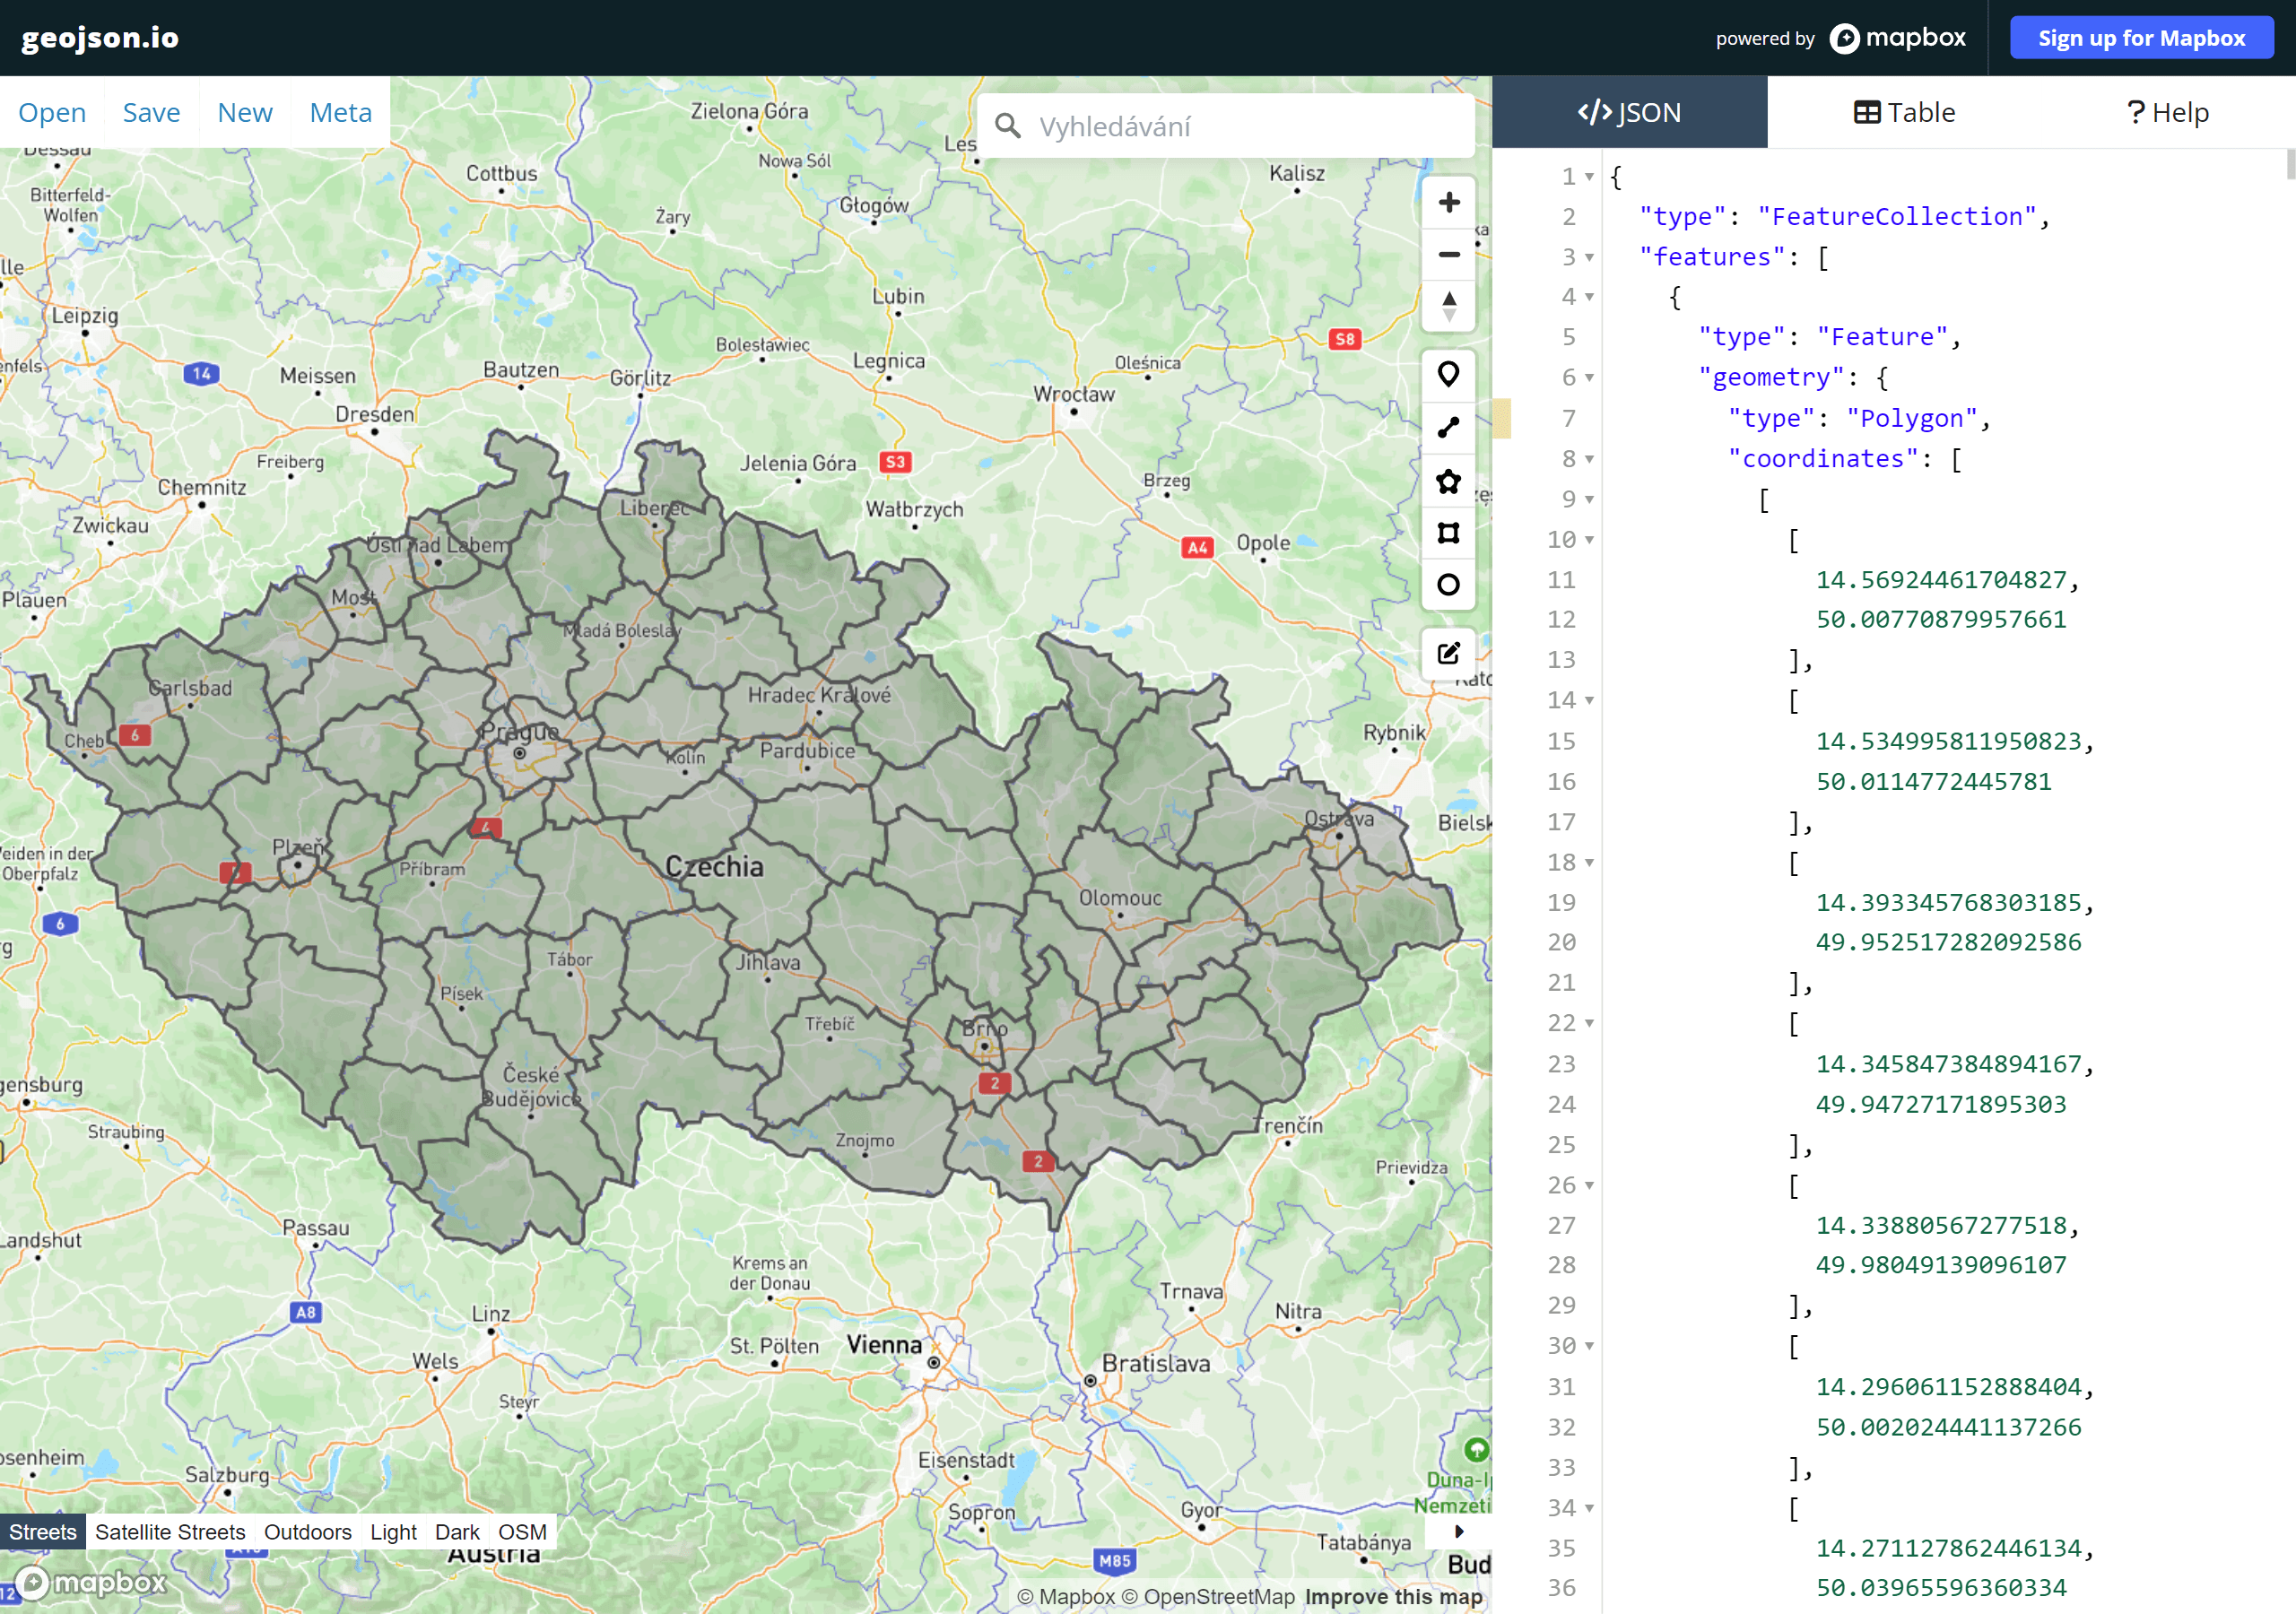 geojson.io
powered by mapbox
Sign up for Mapbox
Open Save New Meta
Vyhledávání
</> JSON
Table
? Help
Zielona Góra
Dessau
Cottbus
Nowa Sól
Kalisz
Bitterfeld-
Wolfen
Żary
Głogów
Leipzig
Lubin
S8
14
Meissen
Bautzen
Görlitz
Bolesławiec
Legnica
Oleśnica
Wrocław
Dresden
Freiberg
Jelenia Góra
S3
Chemnitz
Brzeg
Zwickau
Liberec
Wałbrzych
Ústí nad Labem
A4
Opole
Plauen
Most
Mladá Boleslav
Carlsbad
Hradec Králové
Cheb
6
Prague
Kolín
Pardubice
Rybnik
4
Plzeň
Ostrava
Weiden in der
Oberpfalz
Příbram
Czechia
Olomouc
6
Tábor
Jihlava
Písek
Třebíč
Brno
České
Budějovice
2
Straubing
Znojmo
Trenčín
2
Prievidza
Passau
Krems an
der Donau
Trnava
Nitra
A8
Linz
Wels
St. Pölten
Vienna
Bratislava
Steyr
Eisenstadt
Salzburg
Sopron
Gyor
Tatabánya
M85
Austria
Streets Satellite Streets Outdoors Light Dark OSM
mapbox
© Mapbox © OpenStreetMap Improve this map
1 {
2 "type": "FeatureCollection",
3 "features": [
4 {
5 "type": "Feature",
6 "geometry": {
7 "type": "Polygon",
8 "coordinates": [
9 [
10 [
11 14.56924461704827,
12 50.00770879957661
13 ],
14 [
15 14.534995811950823,
16 50.0114772445781
17 ],
18 [
19 14.393345768303185,
20 49.952517282092586
21 ],
22 [
23 14.345847384894167,
24 49.94727171895303
25 ],
26 [
27 14.33880567277518,
28 49.98049139096107
29 ],
30 [
31 14.296061152888404,
32 50.002024441137266
33 ],
34 [
35 14.271127862446134,
36 50.03965596360334